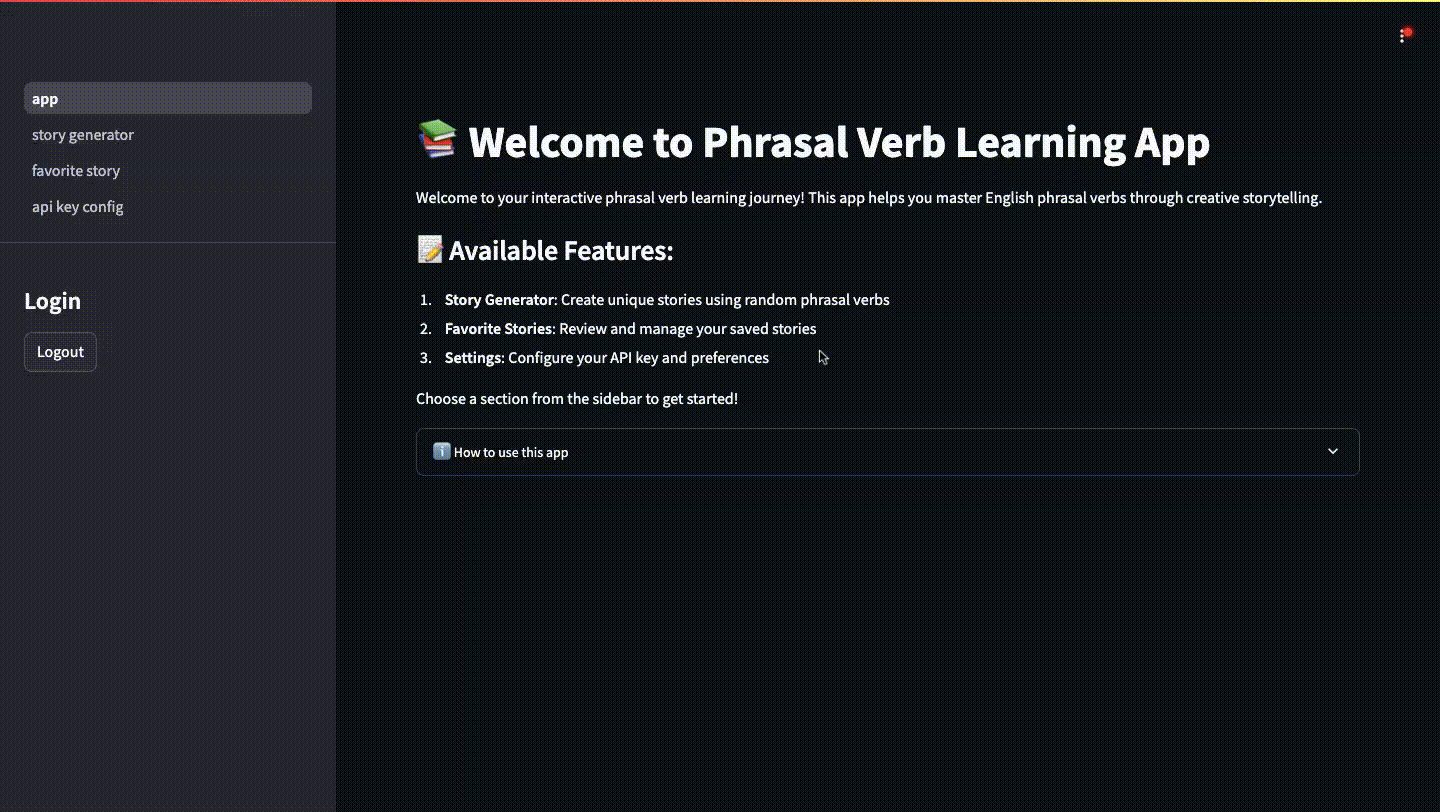 app
story generator
favorite story
api key config
Login
Logout
📚 Welcome to Phrasal Verb Learning App
Welcome to your interactive phrasal verb learning journey! This app helps you master English phrasal verbs through creative storytelling.
📝 Available Features:
1. Story Generator: Create unique stories using random phrasal verbs
2. Favorite Stories: Review and manage your saved stories
3. Settings: Configure your API key and preferences
Choose a section from the sidebar to get started!
ℹ️ How to use this app